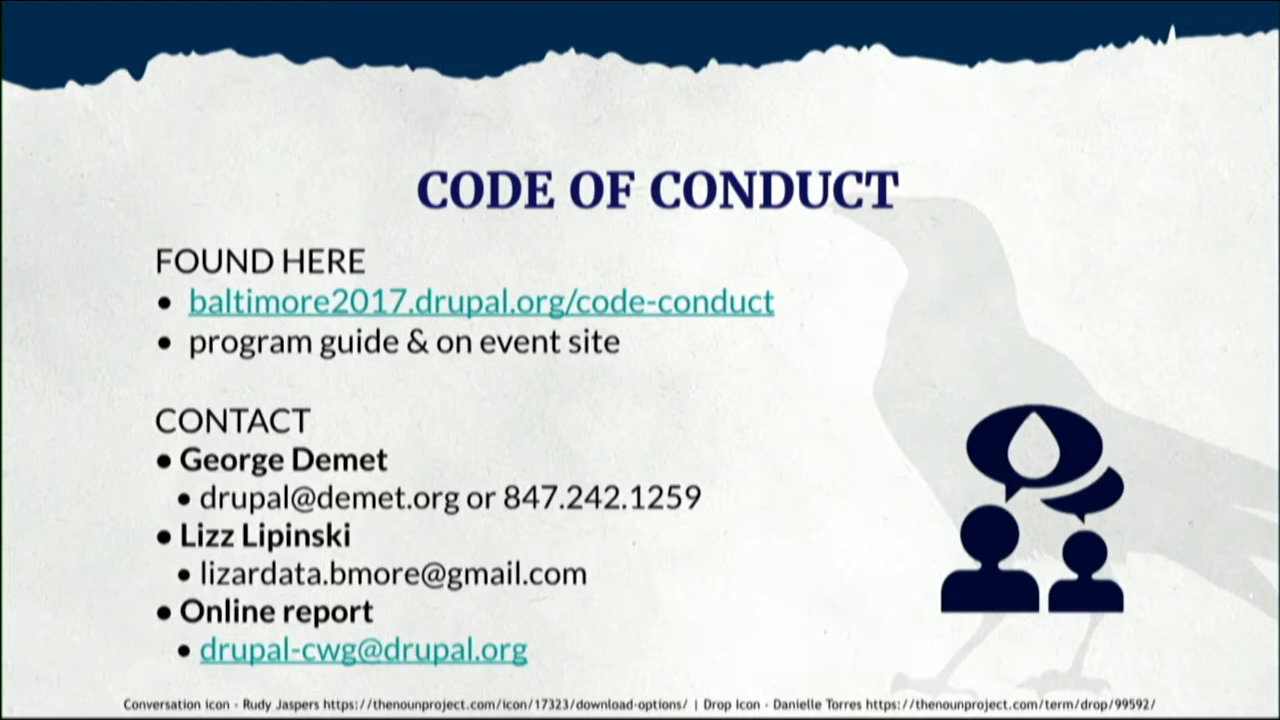 CODE OF CONDUCT
FOUND HERE
• baltimore2017.drupal.org/code-conduct
• program guide & on event site
CONTACT
• George Demet
• drupal@demet.org or 847.242.1259
• Lizz Lipinski
• lizardata.bmore@gmail.com
• Online report
• drupal-cwg@drupal.org
Conversation icon - Rudy Jaspers https://thenounproject.com/icon/17323/download-options/ | Drop Icon - Danielle Torres https://thenounproject.com/term/drop/99592/